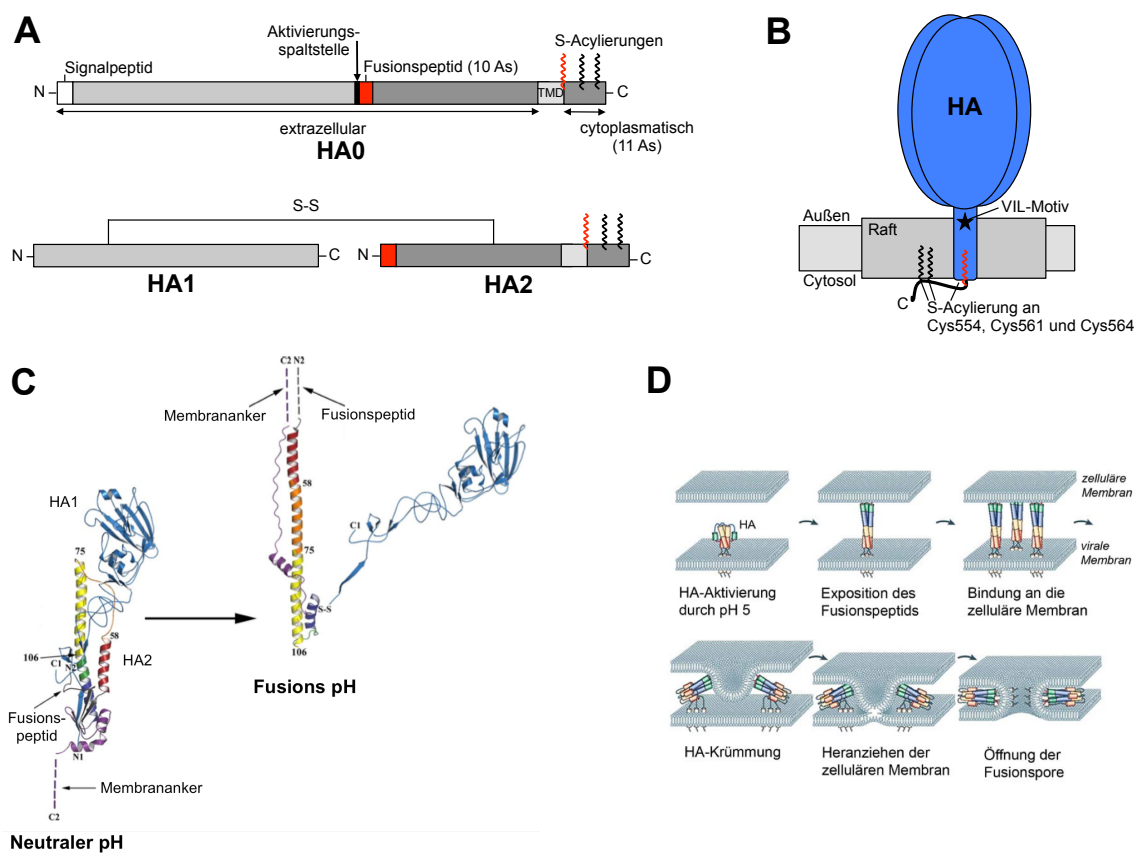 A
Aktivierungs-
spaltstelle
S-Acylierungen
Signalpeptid
Fusionspeptid (10 As)
N
TMD
C
extrazellular
cytoplasmatisch
(11 As)
HA0
S-S
N
C
N
C
HA1
HA2
B
HA
VIL-Motiv
Außen
Raft
Cytosol
C
S-Acylierung an
Cys554, Cys561 und Cys564
C
C2 N2
Membrananker
Fusionspeptid
58
HA1
75
C1
75
58
S-S
106
C1
N2
HA2
106
Fusions pH
Fusions-
peptid
N1
Membrananker
C2
Neutraler pH
D
zelluläre
Membran
HA
virale
Membran
HA-Aktivierung
durch pH 5
Exposition des
Fusionspeptids
Bindung an die
zelluläre Membran
HA-Krümmung
Heranziehen der
zellulären Membran
Öffnung der
Fusionspore